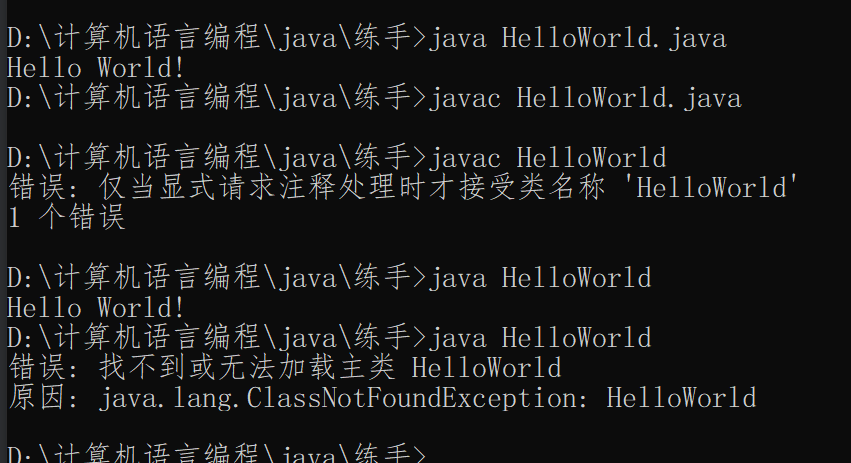 D:\计算机语言编程\java\练手>java HelloWorld.java
Hello World!
D:\计算机语言编程\java\练手>javac HelloWorld.java
D:\计算机语言编程\java\练手>javac HelloWorld
错误: 仅当显式请求注释处理时才接受类名称 'HelloWorld'
1 个错误
D:\计算机语言编程\java\练手>java HelloWorld
Hello World!
D:\计算机语言编程\java\练手>java HelloWorld
错误: 找不到或无法加载主类 HelloWorld
原因: java.lang.ClassNotFoundException: HelloWorld
D:\计算机语言编程\java\练手>